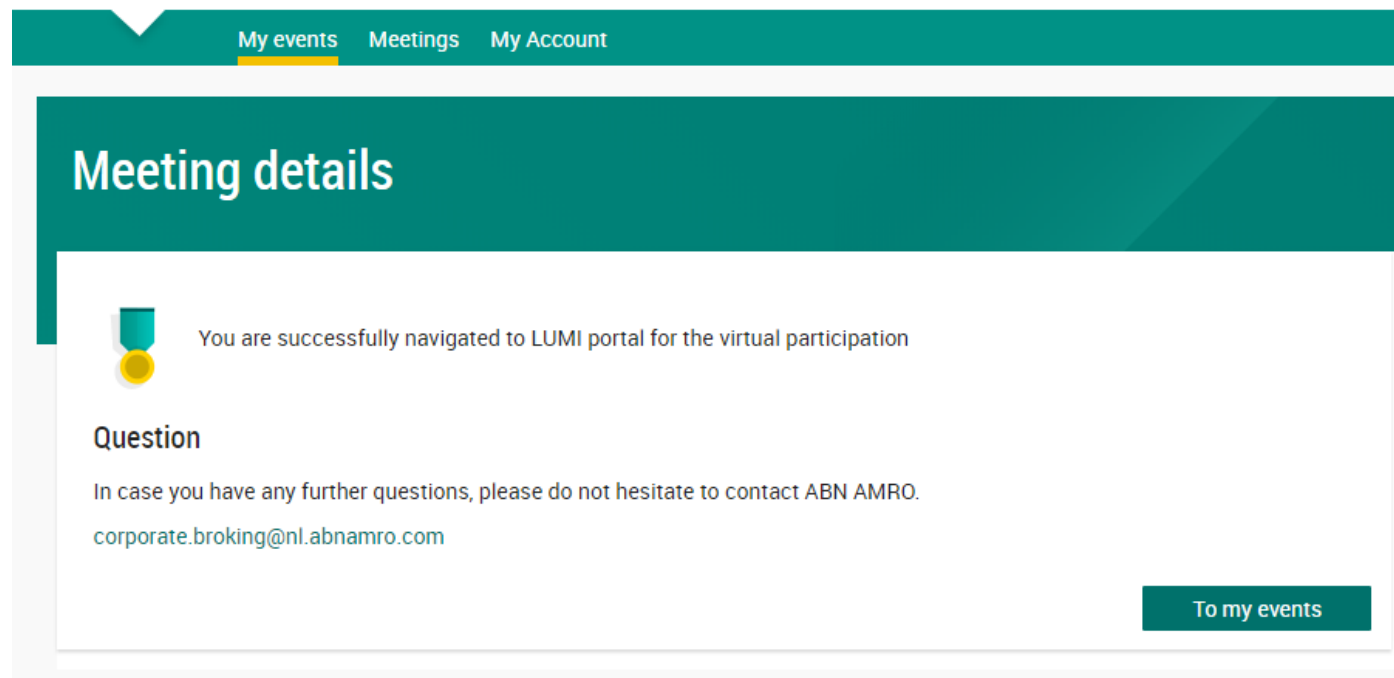 My events Meetings My Account
Meeting details
You are successfully navigated to LUMI portal for the virtual participation
Question
In case you have any further questions, please do not hesitate to contact ABN AMRO.
corporate.broking@nl.abnamro.com
To my events